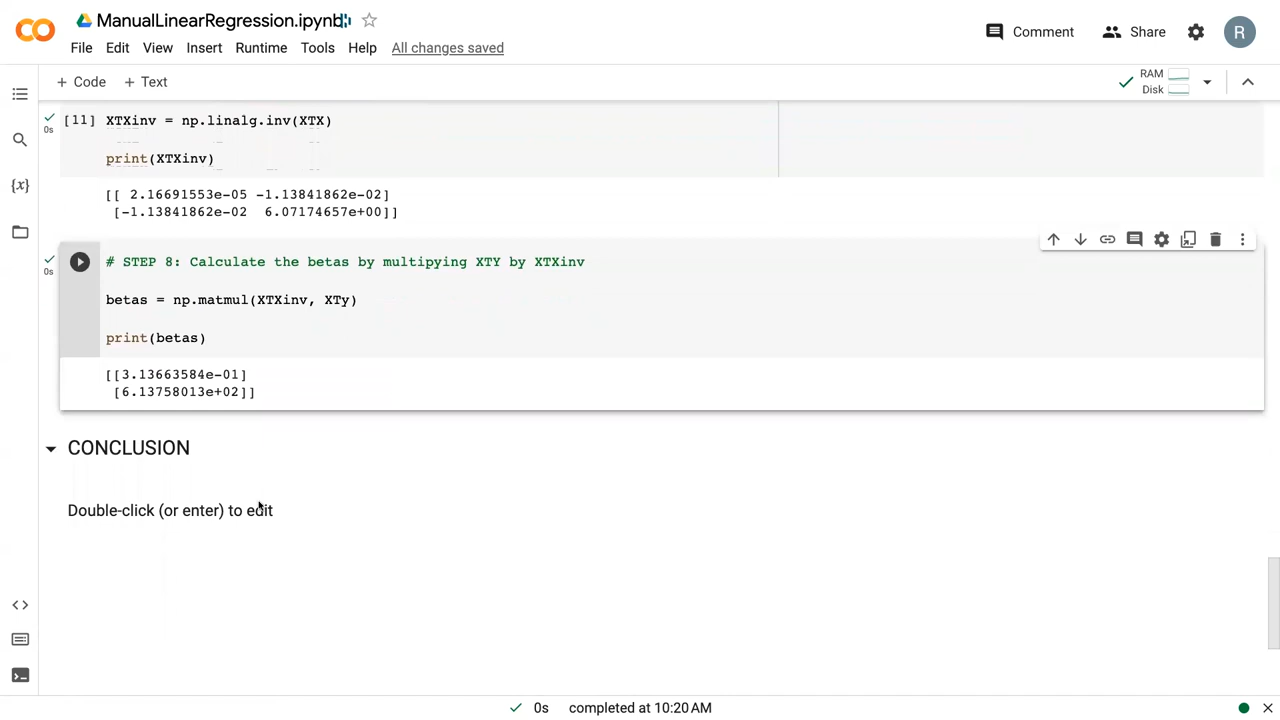 ManualLinearRegression.ipynb
File Edit View Insert Runtime Tools Help All changes saved
Comment Share R
+ Code + Text
RAM
Disk
[11] XTXinv = np.linalg.inv(XTX)
0s
print(XTXinv)
[[ 2.16691553e-05 -1.13841862e-02]
[-1.13841862e-02 6.07174657e+00]]
{x}
# STEP 8: Calculate the betas by multipying XTY by XTXinv
0s
betas = np.matmul(XTXinv, XTy)
print(betas)
[[3.13663584e-01]
[6.13758013e+02]]
CONCLUSION
Double-click (or enter) to edit
0s completed at 10:20 AM